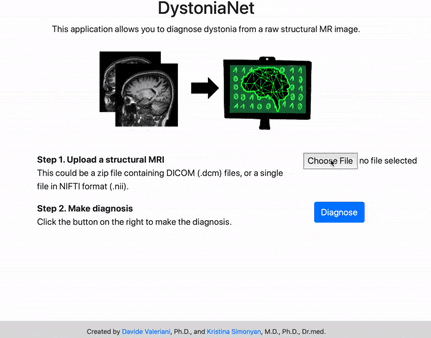 DystoniaNet
This application allows you to diagnose dystonia from a raw structural MR image.
Step 1. Upload a structural MRI
Choose File no file selected
This could be a zip file containing DICOM (.dcm) files, or a single
file in NIFTI format (.nii).
Step 2. Make diagnosis
Diagnose
Click the button on the right to make the diagnosis.
Created by Davide Valeriani, Ph.D., and Kristina Simonyan, M.D., Ph.D., Dr.med.